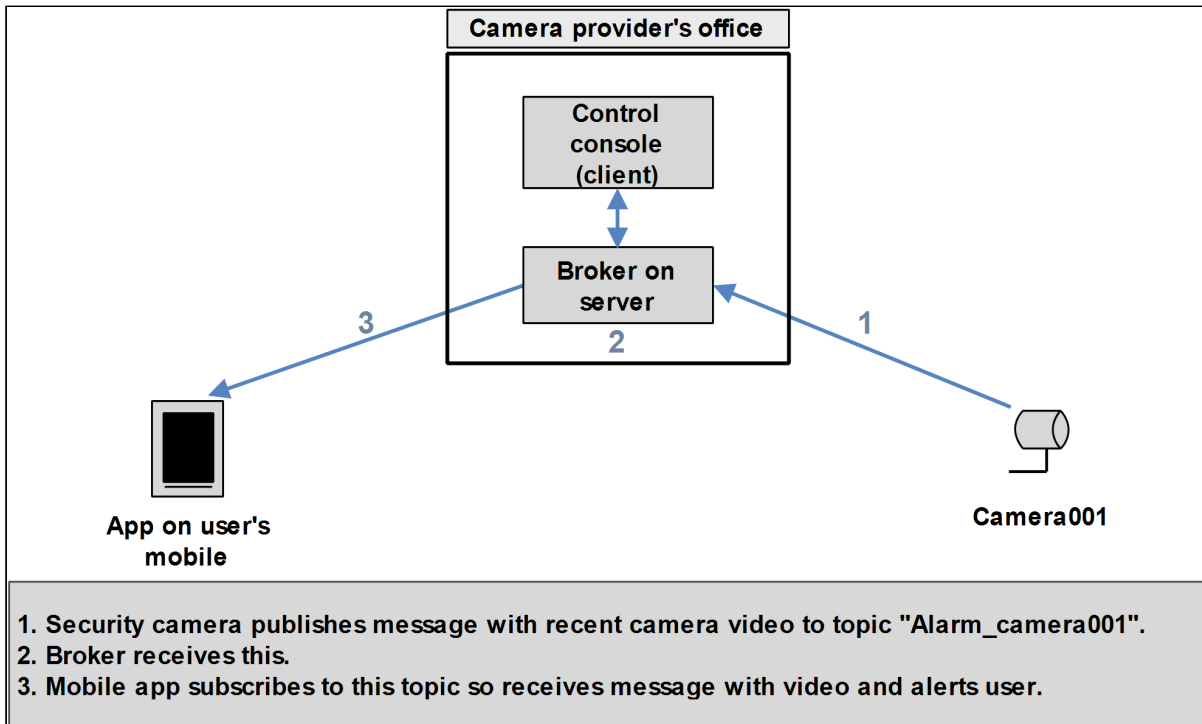 Camera provider's office
Control
console
(client)
Broker on
server
3
1
2
App on user's
mobile
Camera001
1. Security camera publishes message with recent camera video to topic "Alarm_camera001".
2. Broker receives this.
3. Mobile app subscribes to this topic so receives message with video and alerts user.